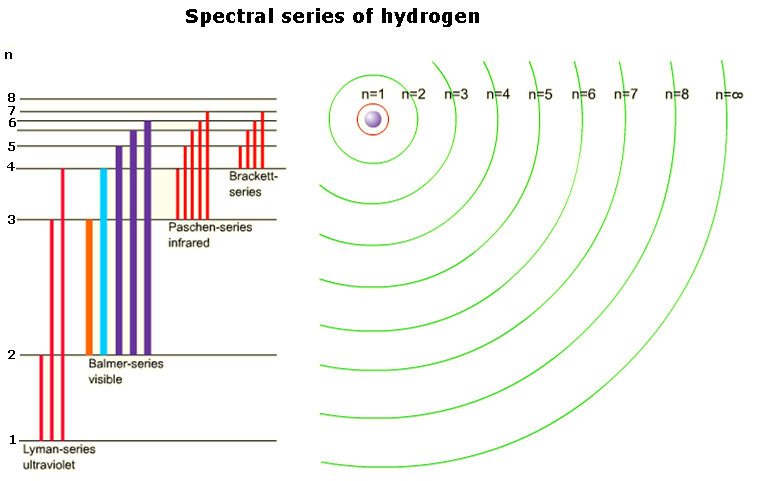 Spectral series of hydrogen
n
8
7
6
5
4
3
2
1
n=1 n=2 n=3 n=4 n=5 n=6 n=7 n=8 n=∞
Brackett-
series
Paschen-series
infrared
Balmer-series
visible
Lyman-series
ultraviolet